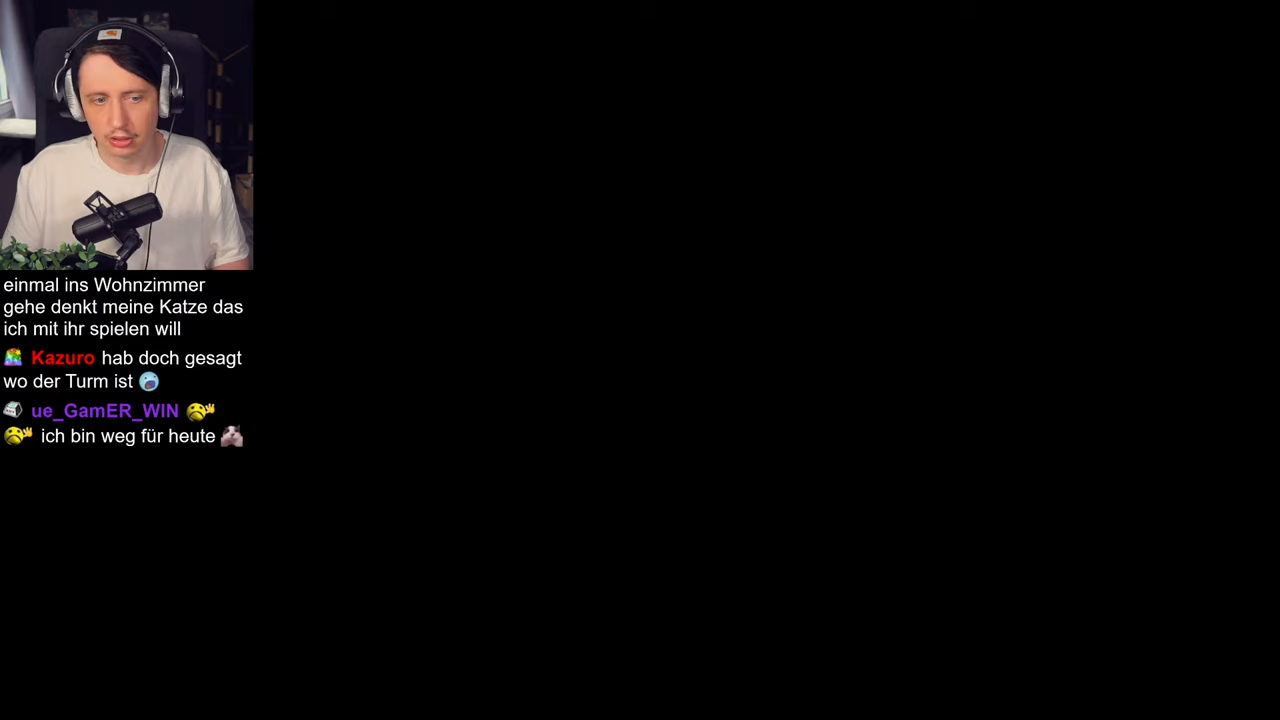 einmal ins Wohnzimmer
gehe denkt meine Katze das
ich mit ihr spielen will
Kazuro hab doch gesagt
wo der Turm ist
ue_GamER_WIN
ich bin weg für heute